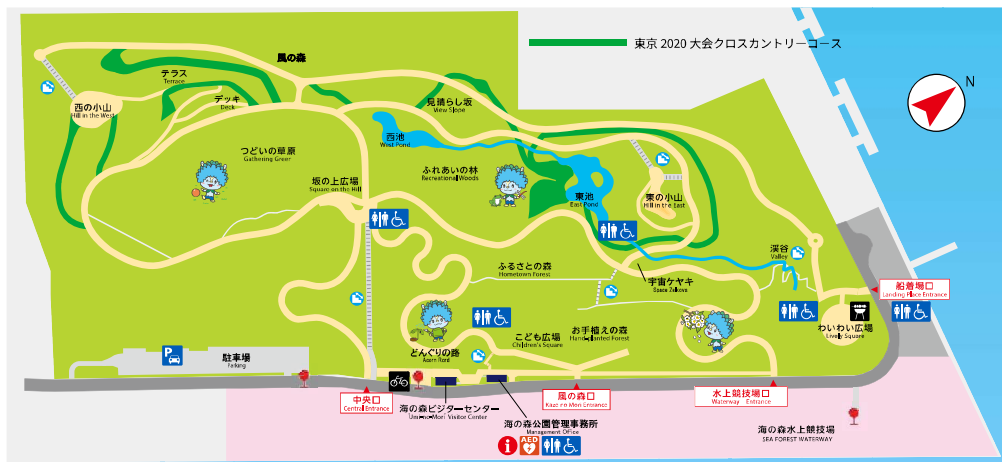 東京 2020 大会クロスカントリーコース
N
風の森
テラス
Terrace
デッキ
Deck
西の小山
Hill in the West
見晴らし坂
View Slope
西池
West Pond
つどいの草原
Gathering Green
坂の上広場
Square on the Hill
ふれあいの林
Recreational Woods
東池
East Pond
東の小山
Hill in the East
渓谷
Valley
ふるさとの森
Hometown Forest
宇宙ケヤキ
Space Zelkova
船着場口
Landing Place Entrance
わいわい広場
Lively Square
お手植えの森
Hand-planted Forest
こども広場
Children's Square
どんぐりの路
Acorn Road
P
駐車場
Parking
中央口
Central Entrance
海の森ビジターセンター
Umi-no-Mori Visitor Center
風の森口
Kaze no Mori Entrance
水上競技場口
Waterway Entrance
海の森公園管理事務所
Management Office
i
AED
海の森水上競技場
SEA FOREST WATERWAY